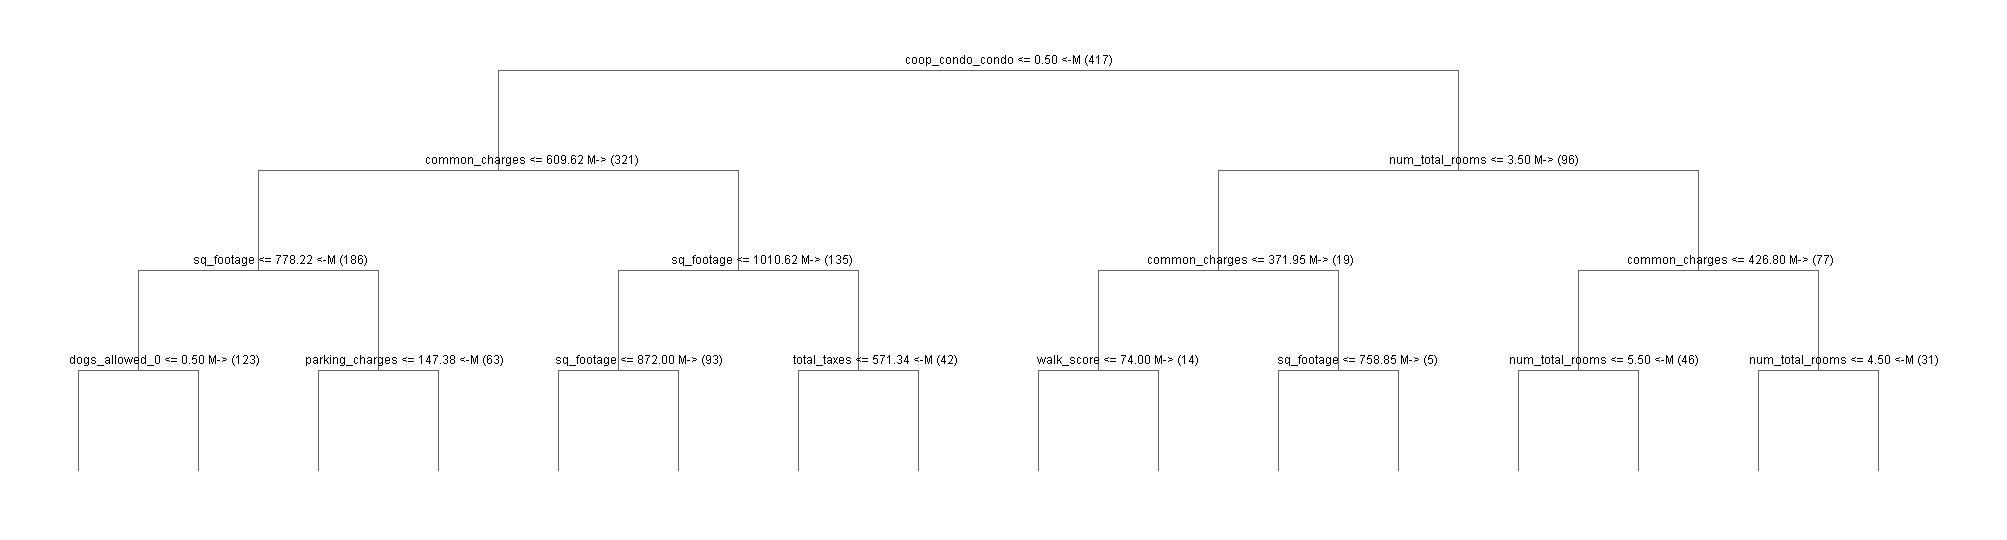 coop_condo_condo <= 0.50 <-M (417)
common_charges <= 609.62 M-> (321)
num_total_rooms <= 3.50 M-> (96)
sq_footage <= 778.22 <-M (186)
sq_footage <= 1010.62 M-> (135)
common_charges <= 371.95 M-> (19)
common_charges <= 426.80 M-> (77)
dogs_allowed_0 <= 0.50 M-> (123)
parking_charges <= 147.38 <-M (63)
sq_footage <= 872.00 M-> (93)
total_taxes <= 571.34 <-M (42)
walk_score <= 74.00 M-> (14)
sq_footage <= 758.85 M-> (5)
num_total_rooms <= 5.50 <-M (46)
num_total_rooms <= 4.50 <-M (31)